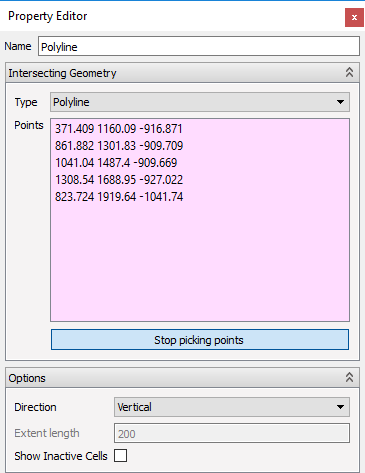 Property Editor
x
Name Polyline
Intersecting Geometry
Type Polyline
Points
371.409 1160.09 -916.871
861.882 1301.83 -909.709
1041.04 1487.4 -909.669
1308.54 1688.95 -927.022
823.724 1919.64 -1041.74
Stop picking points
Options
Direction Vertical
Extent length 200
Show Inactive Cells